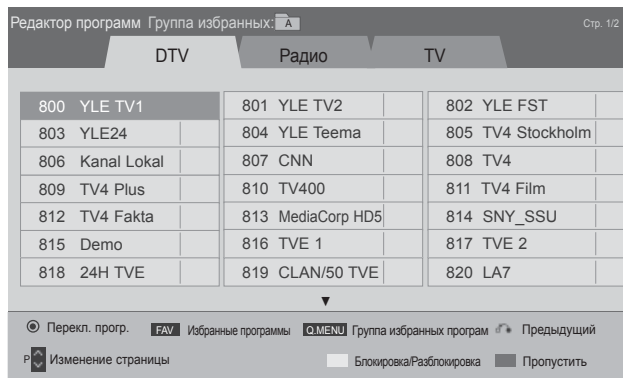 Редактор программ Группа избранных: A Стр. 1/2
DTV Радио TV
800 YLE TV1 801 YLE TV2 802 YLE FST
803 YLE24 804 YLE Teema 805 TV4 Stockholm
806 Kanal Lokal 807 CNN 808 TV4
809 TV4 Plus 810 TV400 811 TV4 Film
812 TV4 Fakta 813 MediaCorp HD5 814 SNY_SSU
815 Demo 816 TVE 1 817 TVE 2
818 24H TVE 819 CLAN/50 TVE 820 LA7
▼
Перекл. прогр. FAV Избранные программы Q.MENU Группа избранных програм Предыдущий
P Изменение страницы Блокировка/Разблокировка Пропустить